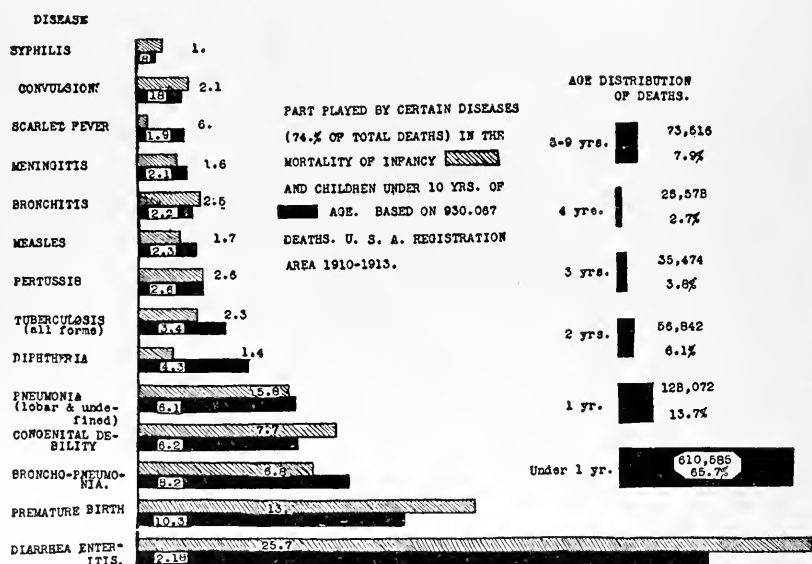 DISEASE
SYPHILIS 1.
8
CONVULSION: 2.1
18
SCARLET FEVER 6.
1.9
MENINGITIS 1.6
2.1
BRONCHITIS 2.5
2.2
MEASLES 1.7
2.3
PERTUSSIS 2.6
2.6
TUBERCULOSIS 2.3
(all forms) 3.4
DIPHTHERIA 1.4
4.3
PNEUMONIA 5.8
(lobar & unde-
fined) 6.1
CONGENITAL DE- 7.7
BILITY 6.2
BRONCHO-PNEUMO- 6.8
NIA. 8.2
PREMATURE BIRTH 13.
10.3
DIARRHEA ENTER- 25.7
ITIS. 2.18
PART PLAYED BY CERTAIN DISEASES
(74.% OF TOTAL DEATHS) IN THE
MORTALITY OF INFANCY
AND CHILDREN UNDER 10 YRS. OF
AGE. BASED ON 930.067
DEATHS. U. S. A. REGISTRATION
AREA 1910-1913.
AGE DISTRIBUTION
OF DEATHS.
5-9 yrs. 73,516
7.9%
4 yrs. 25,578
2.7%
3 yrs. 35,474
3.8%
2 yrs. 56,842
6.1%
1 yr. 128,072
13.7%
Under 1 yr. 610,585
65.7%